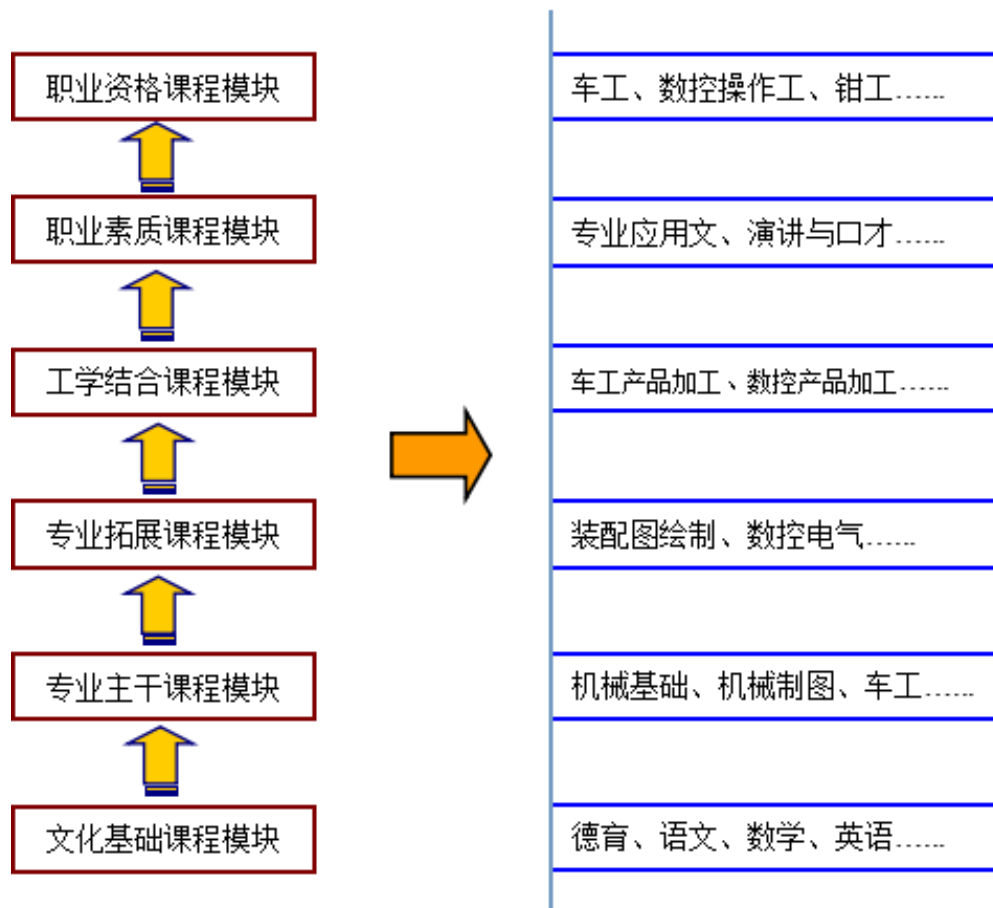 职业资格课程模块
车工、数控操作工、钳工......
职业素质课程模块
专业应用文、演讲与口才......
工学结合课程模块
车工产品加工、数控产品加工......
专业拓展课程模块
装配图绘制、数控电气......
专业主干课程模块
机械基础、机械制图、车工......
文化基础课程模块
德育、语文、数学、英语......